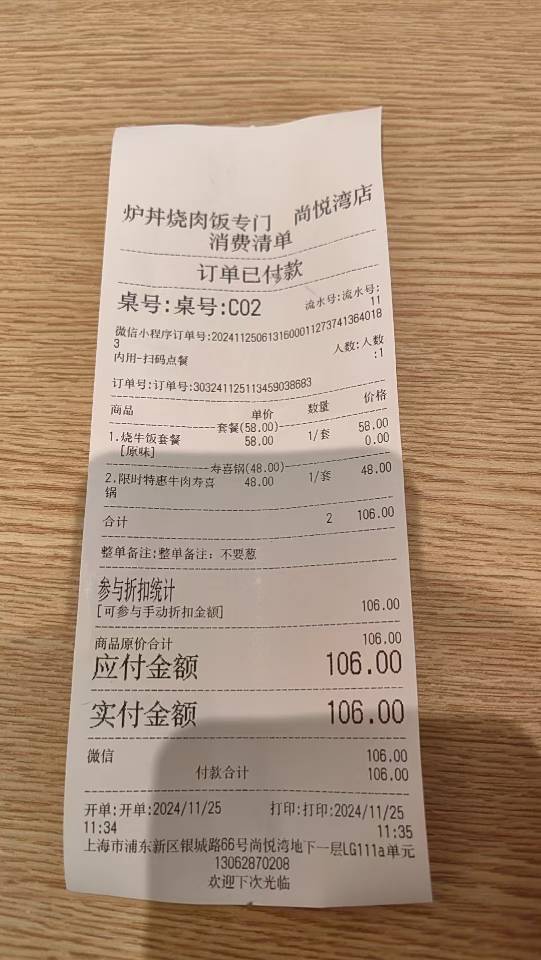 炉丼烧肉饭专门 尚悦湾店
消费清单
订单已付款
桌号:桌号:C02 流水号:流水号:
11
微信小程序订单号:2024112506131600011273741364018
3 人数:人数
内用-扫码点餐 :1
订单号:订单号:303241125113459038683
商品 单价 数量 价格
套餐(58.00)
1.烧牛饭套餐 58.00 1/套 58.00
[原味] 0.00
寿喜锅(48.00)
2.限时特惠牛肉寿喜 48.00 1/套 48.00
锅
合计 2 106.00
整单备注:整单备注: 不要葱
参与折扣统计
[可参与手动折扣金额] 106.00
商品原价合计 106.00
应付金额 106.00
实付金额 106.00
微信 106.00
付款合计 106.00
开单:开单:2024/11/25 打印:打印:2024/11/25
11:34 11:35
上海市浦东新区银城路66号尚悦湾地下一层LG111a单元
13062870208
欢迎下次光临